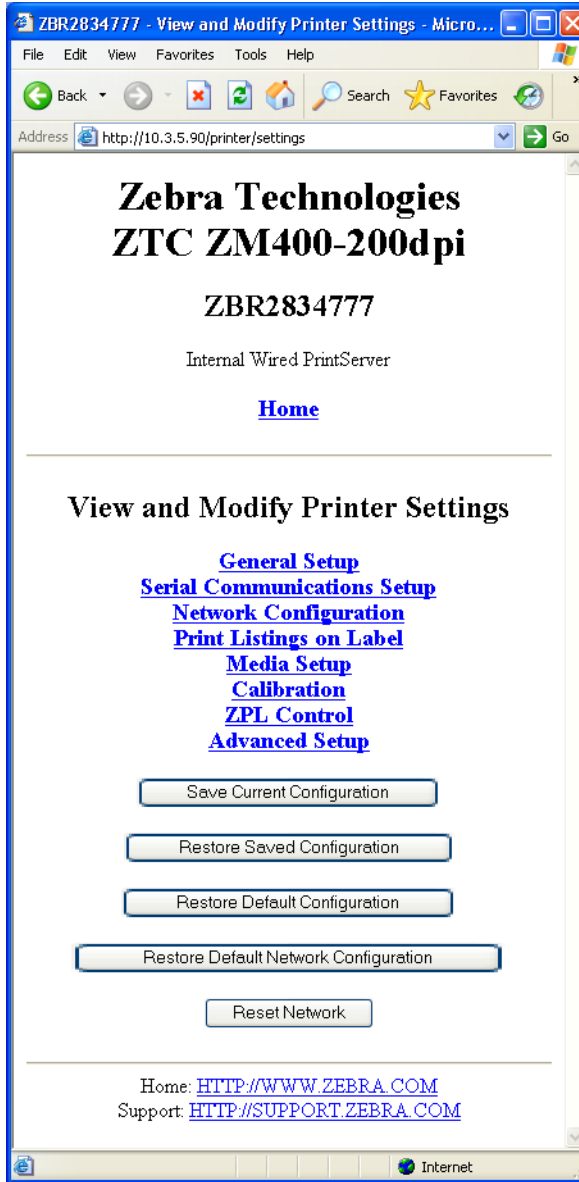 ZBR2834777 - View and Modify Printer Settings - Micro...
File Edit View Favorites Tools Help
Back Search Favorites »
Address http://10.3.5.90/printer/settings Go
Zebra Technologies
ZTC ZM400-200dpi
ZBR2834777
Internal Wired PrintServer
Home
View and Modify Printer Settings
General Setup
Serial Communications Setup
Network Configuration
Print Listings on Label
Media Setup
Calibration
ZPL Control
Advanced Setup
Save Current Configuration
Restore Saved Configuration
Restore Default Configuration
Restore Default Network Configuration
Reset Network
Home: HTTP://WWW.ZEBRA.COM
Support: HTTP://SUPPORT.ZEBRA.COM
Internet